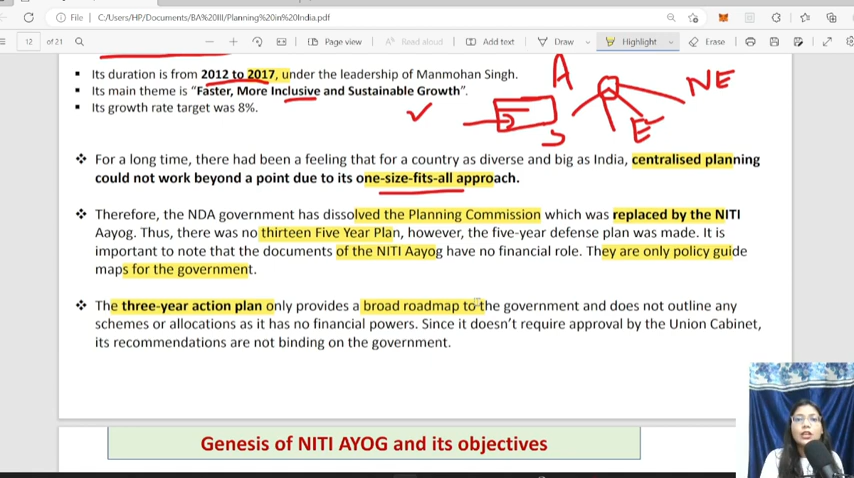 File | C:/Users/HP/Documents/BA%20III/Planning%20in%20India.pdf
12 of 21 Page view Read aloud Add text Draw Highlight Erase
▪ Its duration is from 2012 to 2017, under the leadership of Manmohan Singh.
▪ Its main theme is “Faster, More Inclusive and Sustainable Growth”.
▪ Its growth rate target was 8%.
A
NE
E
S
❖ For a long time, there had been a feeling that for a country as diverse and big as India, centralised planning
could not work beyond a point due to its one-size-fits-all approach.
❖ Therefore, the NDA government has dissolved the Planning Commission which was replaced by the NITI
Aayog. Thus, there was no thirteen Five Year Plan, however, the five-year defense plan was made. It is
important to note that the documents of the NITI Aayog have no financial role. They are only policy guide
maps for the government.
❖ The three-year action plan only provides a broad roadmap to the government and does not outline any
schemes or allocations as it has no financial powers. Since it doesn’t require approval by the Union Cabinet,
its recommendations are not binding on the government.
Genesis of NITI AYOG and its objectives